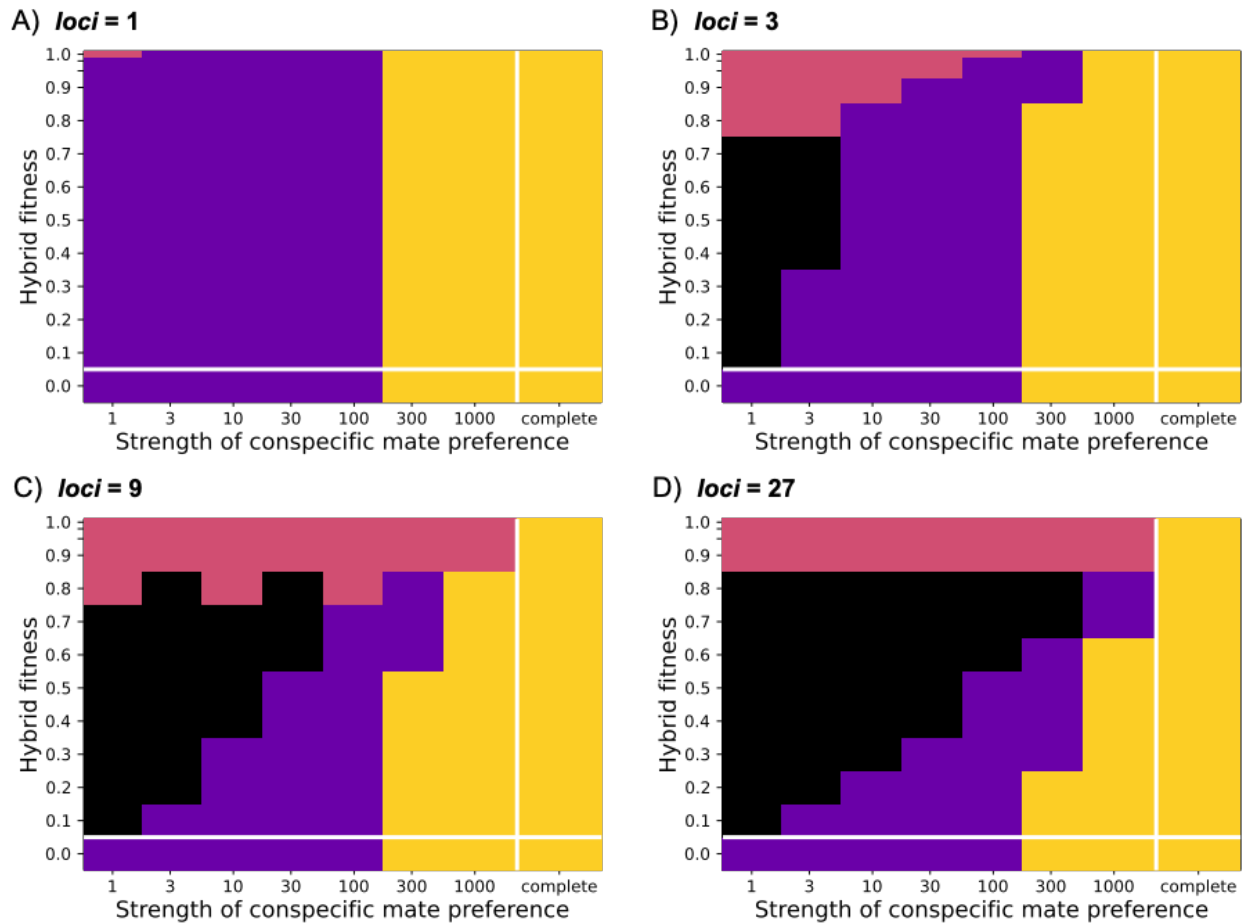 A) loci = 1
B) loci = 3
Hybrid fitness
1.0
0.9
0.8
0.7
0.6
0.5
0.4
0.3
0.2
0.1
0.0
1 3 10 30 100 300 1000 complete
Strength of conspecific mate preference
Hybrid fitness
1.0
0.9
0.8
0.7
0.6
0.5
0.4
0.3
0.2
0.1
0.0
1 3 10 30 100 300 1000 complete
Strength of conspecific mate preference
C) loci = 9
D) loci = 27
Hybrid fitness
1.0
0.9
0.8
0.7
0.6
0.5
0.4
0.3
0.2
0.1
0.0
1 3 10 30 100 300 1000 complete
Strength of conspecific mate preference
Hybrid fitness
1.0
0.9
0.8
0.7
0.6
0.5
0.4
0.3
0.2
0.1
0.0
1 3 10 30 100 300 1000 complete
Strength of conspecific mate preference